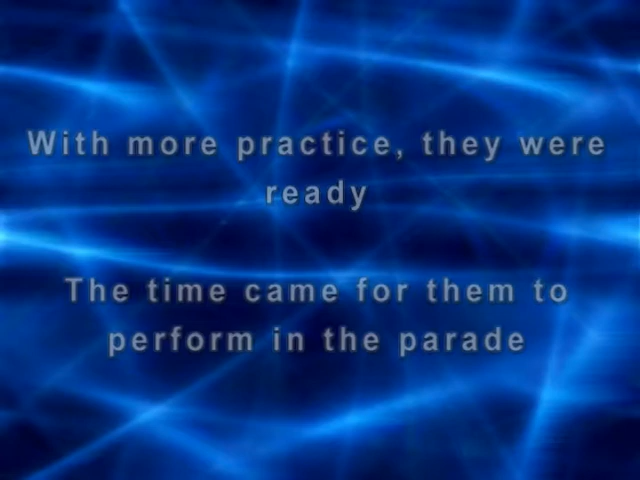 With more practice, they were
ready
The time came for them to
perform in the parade